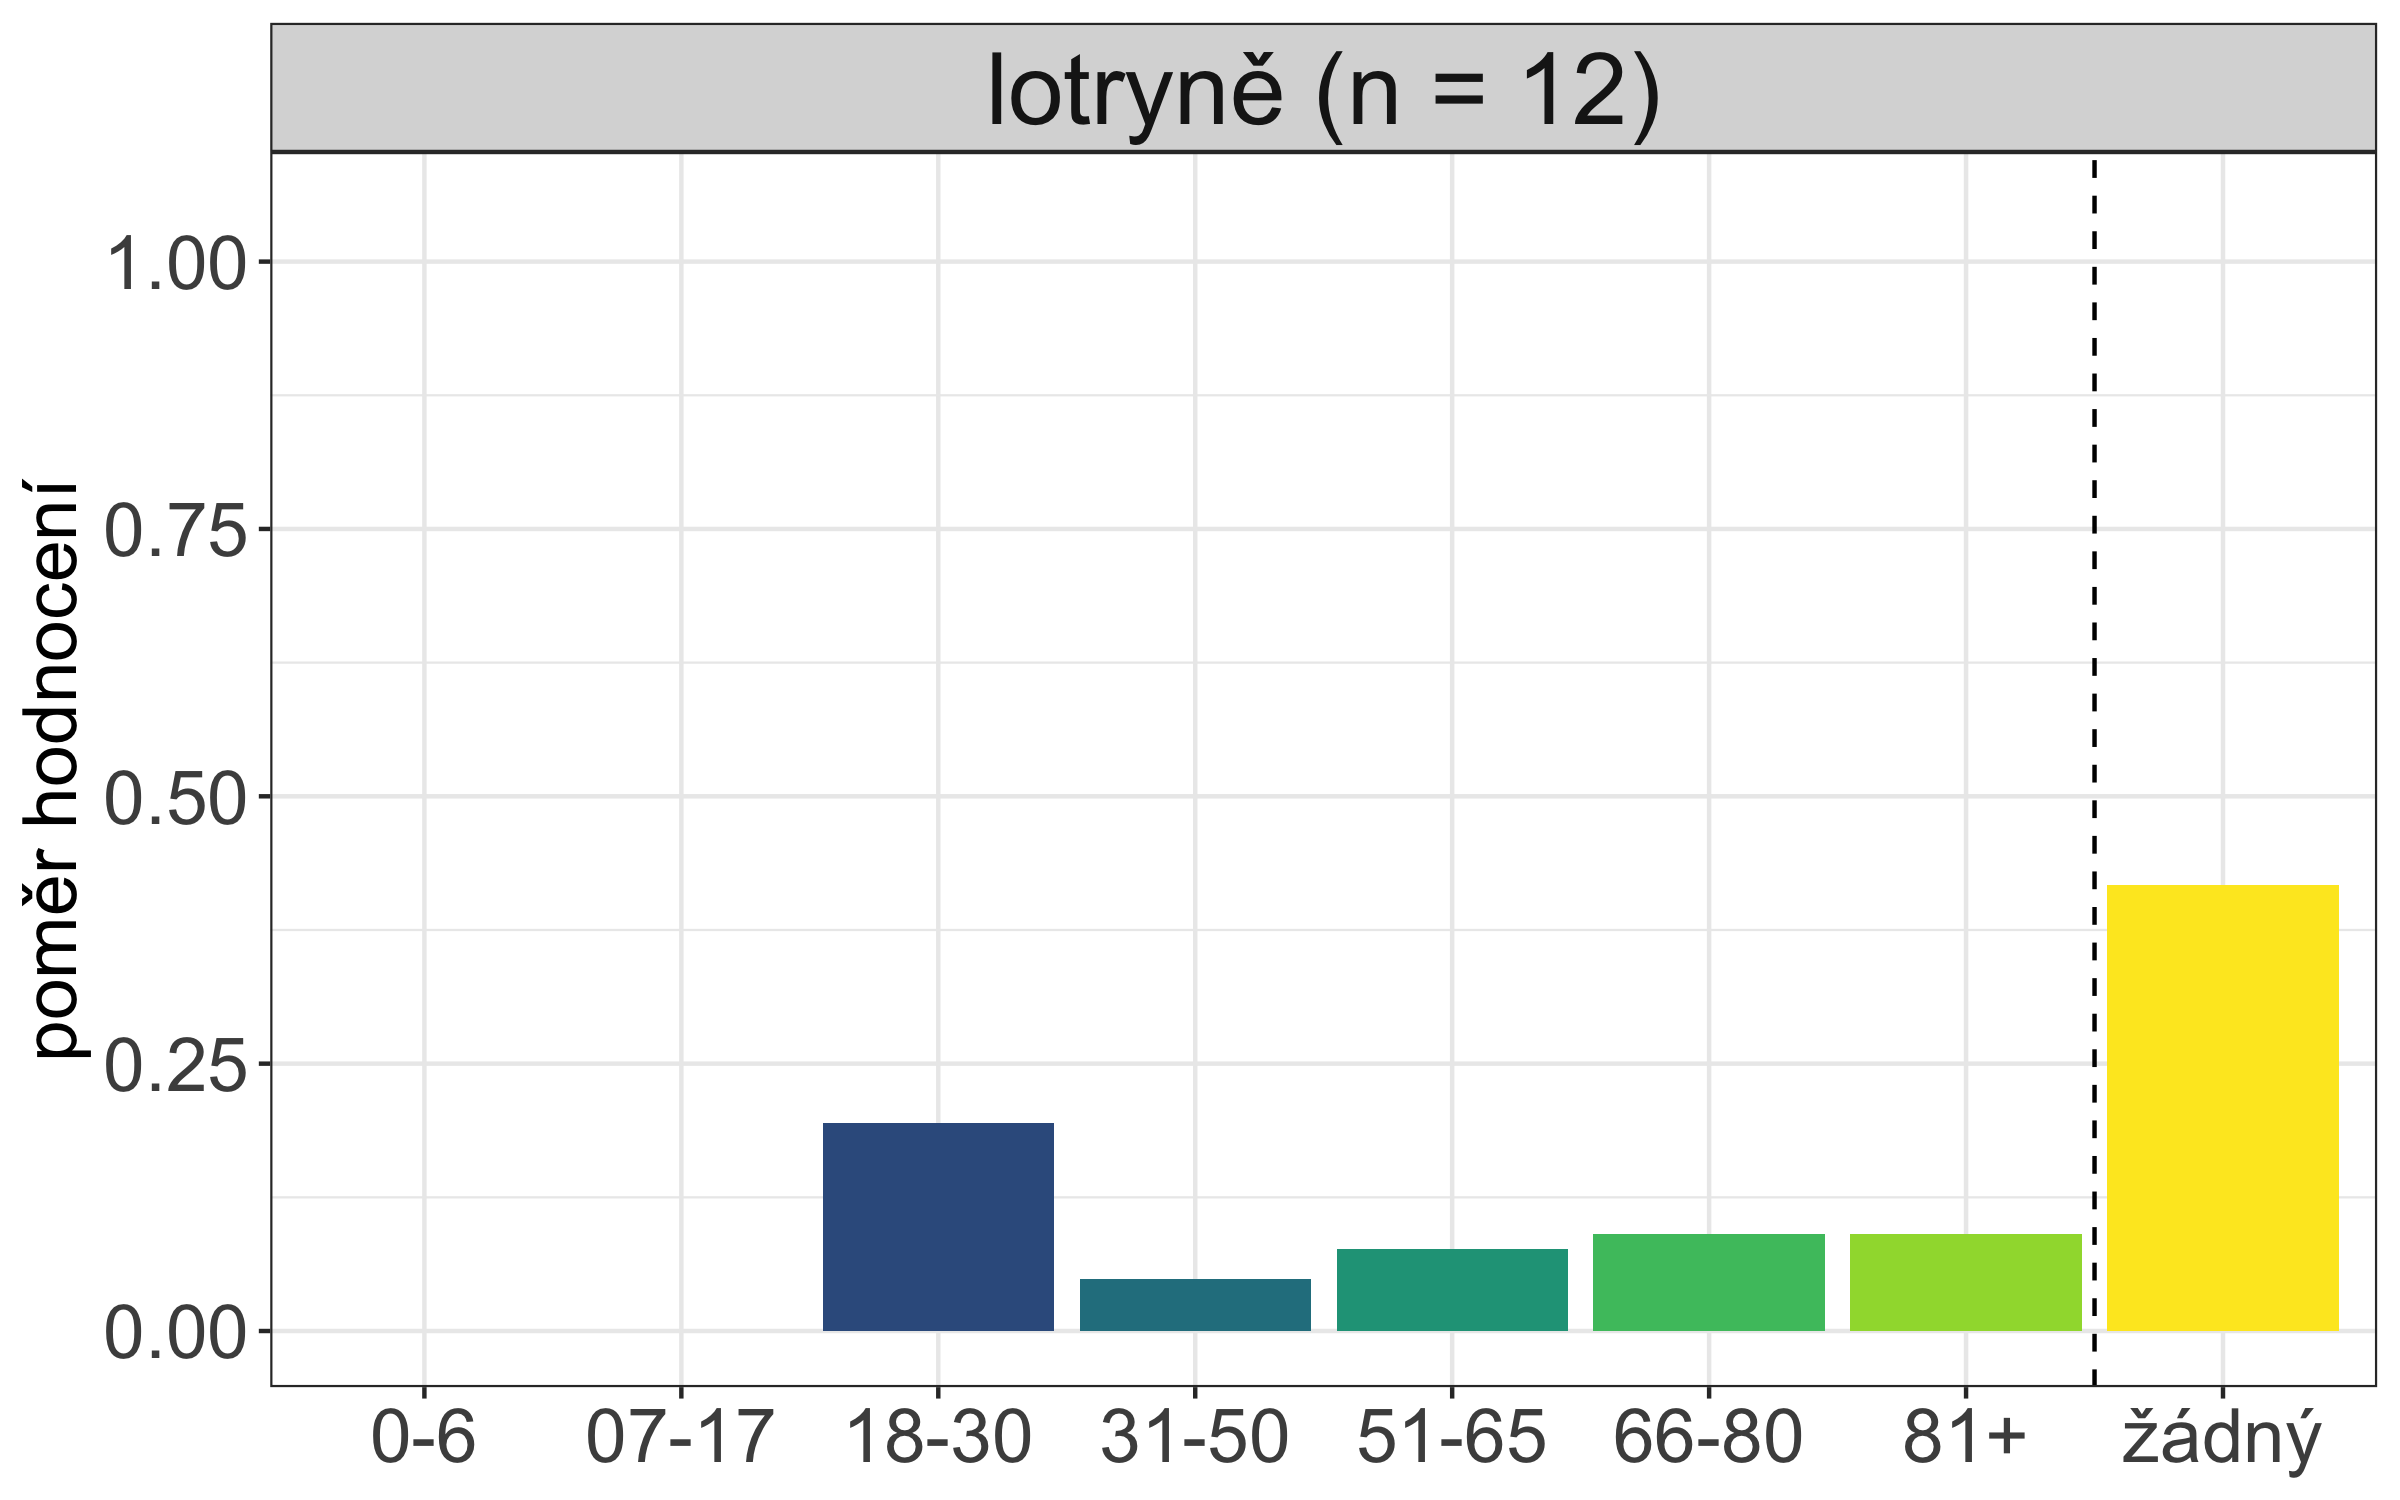 lotryně (n = 12)
poměr hodnocení
1.00
0.75
0.50
0.25
0.00
0-6 07-17 18-30 31-50 51-65 66-80 81+ žádný